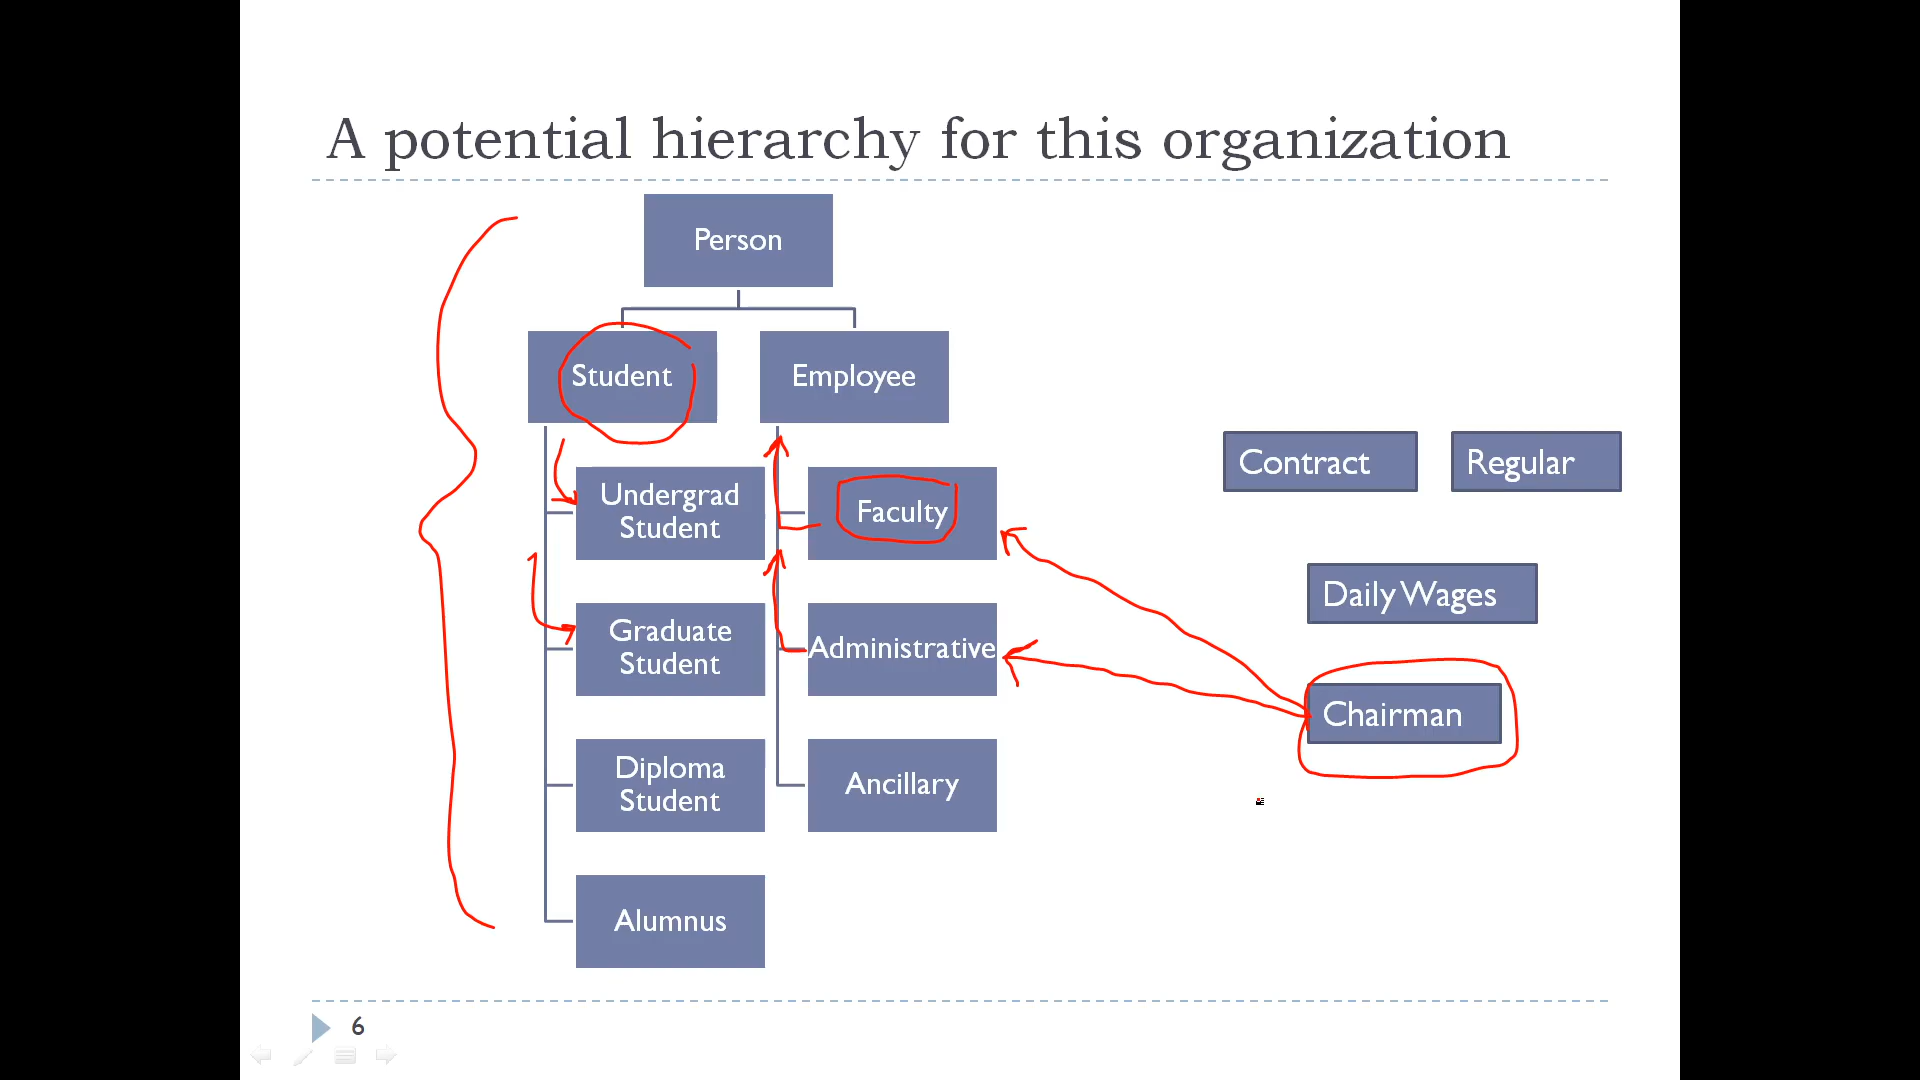 A potential hierarchy for this organization
Person
Student
Employee
Undergrad
Student
Faculty
Graduate
Student
Administrative
Diploma
Student
Ancillary
Alumnus
Contract
Regular
Daily Wages
Chairman
6